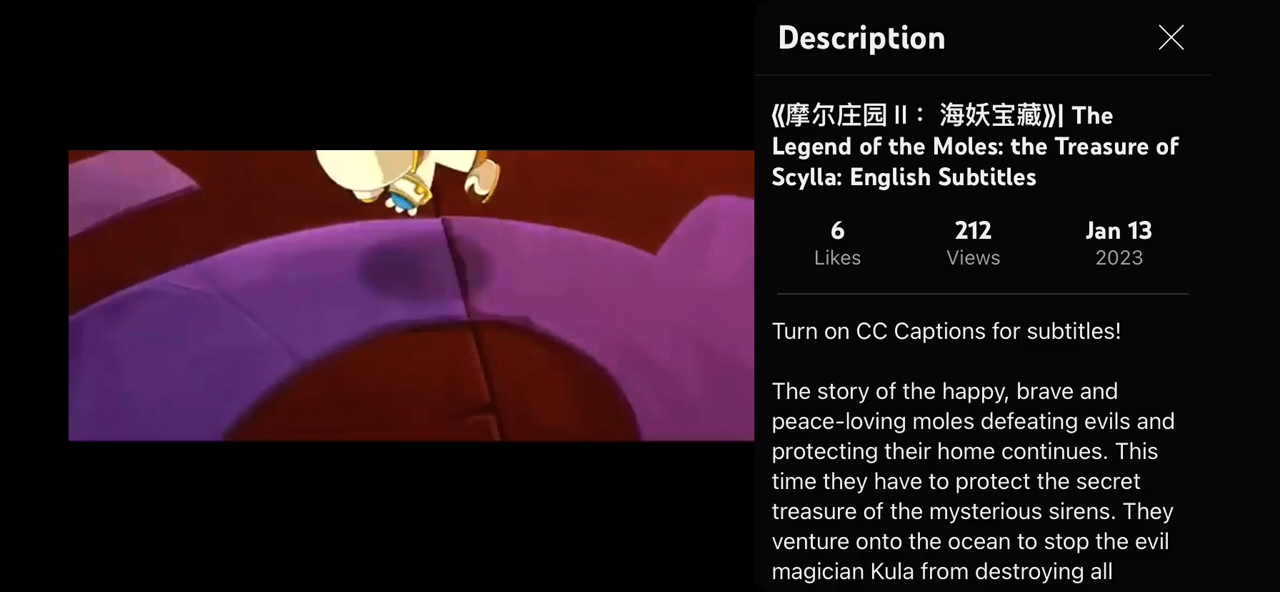 Description
《摩尔庄园 II： 海妖宝藏》| The
Legend of the Moles: the Treasure of
Scylla: English Subtitles
6
Likes
212
Views
Jan 13
2023
Turn on CC Captions for subtitles!
The story of the happy, brave and
peace-loving moles defeating evils and
protecting their home continues. This
time they have to protect the secret
treasure of the mysterious sirens. They
venture onto the ocean to stop the evil
magician Kula from destroying all